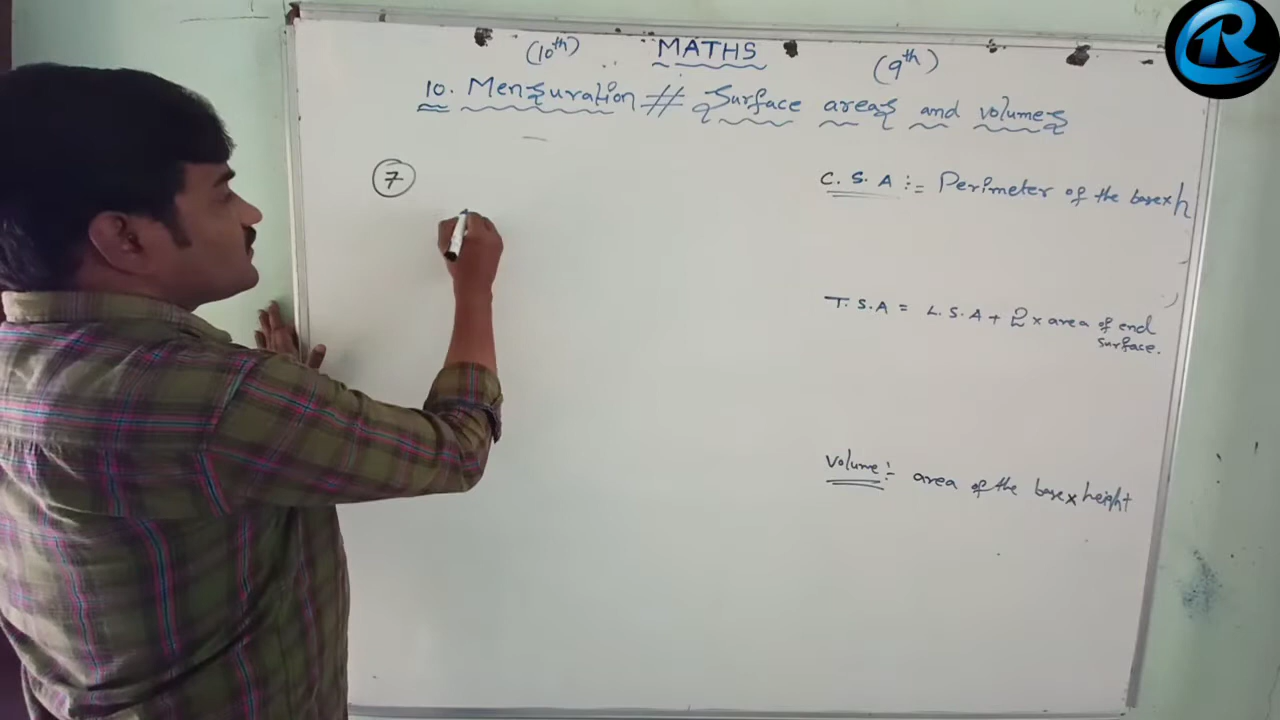 (10th) MATHS (9th)
10. Mensuration // Surface areas and volumes
7
C. S. A :- = Perimeter of the base x h
T. S. A = L. S. A + 2 x area of end
surface.
Volume :- area of the base x height
R